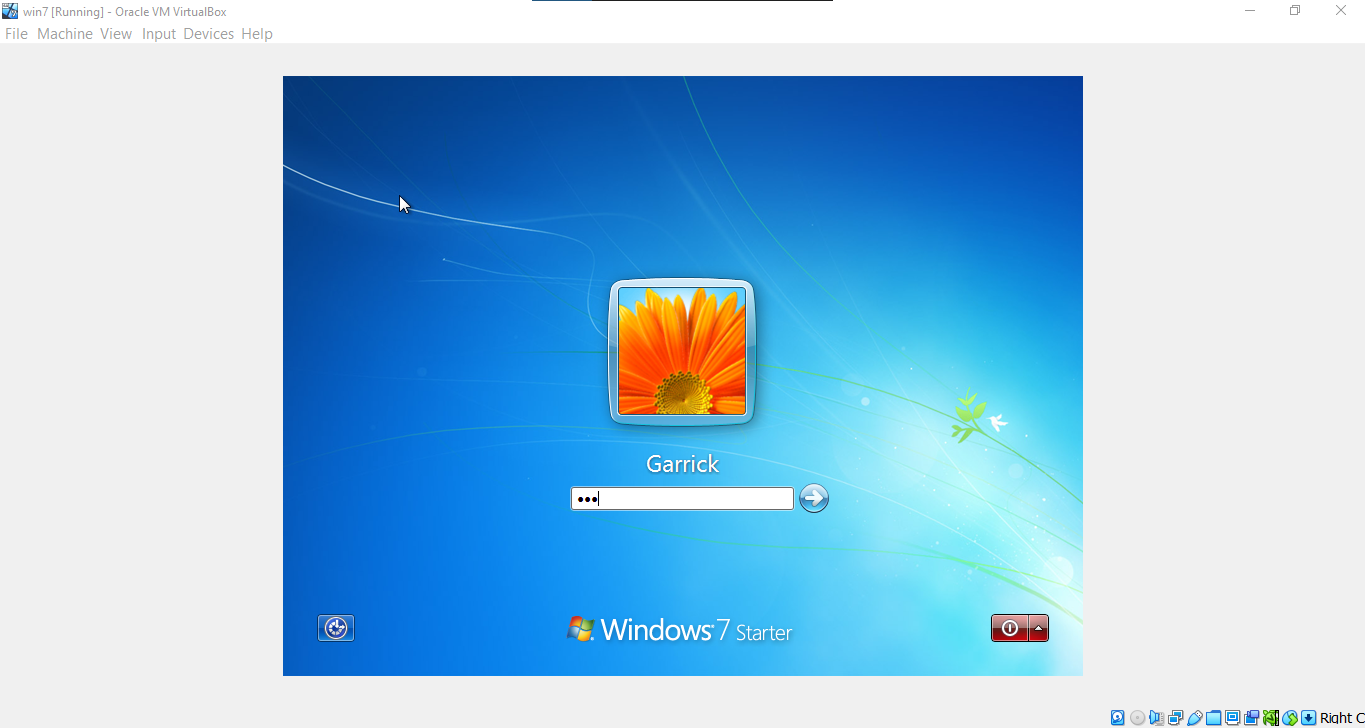 win7 [Running] - Oracle VM VirtualBox
File Machine View Input Devices Help
Garrick
•••
Windows 7 Starter
Right C